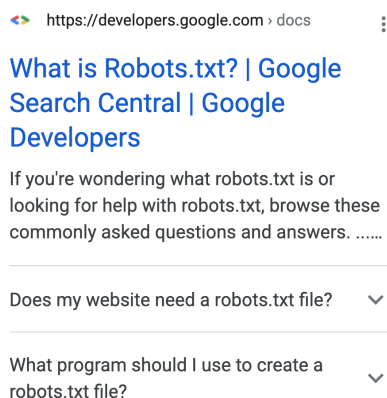 https://developers.google.com › docs
What is Robots.txt? | Google
Search Central | Google
Developers
If you're wondering what robots.txt is or
looking for help with robots.txt, browse these
commonly asked questions and answers. ......
Does my website need a robots.txt file?
What program should I use to create a
robots.txt file?